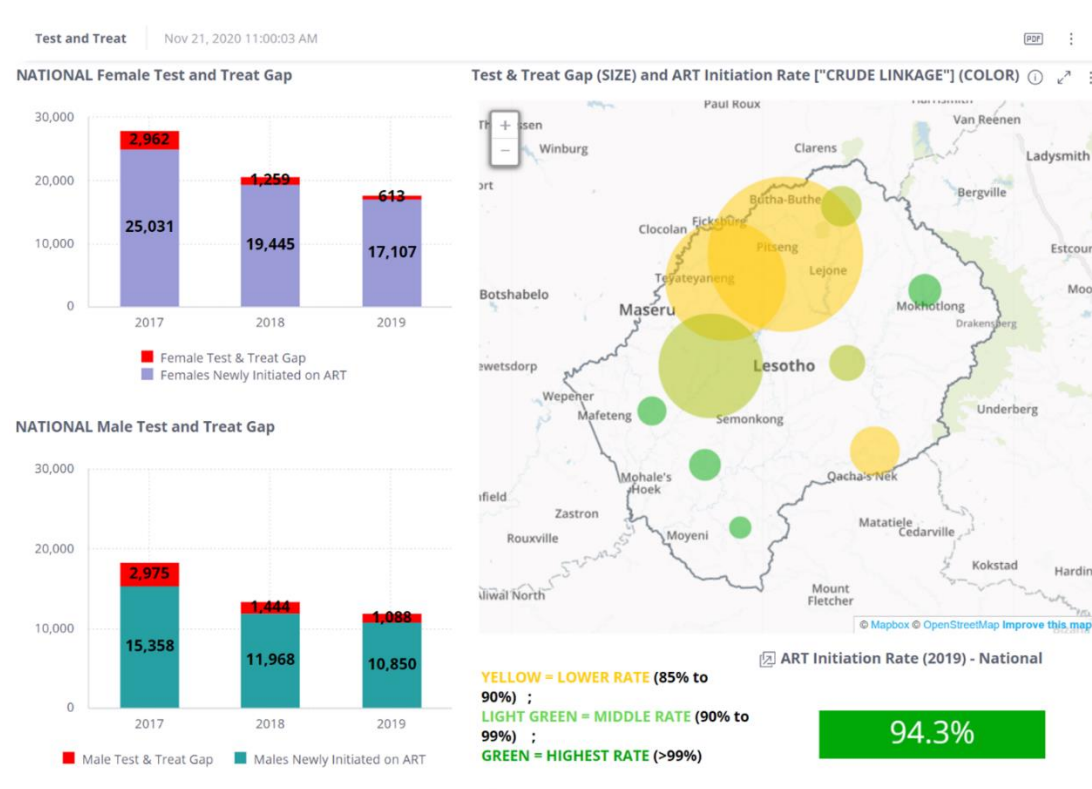 Test and Treat
Nov 21, 2020 11:00:03 AM
PDF
NATIONAL Female Test and Treat Gap
30,000
20,000
10,000
0
2,962
25,031
1,259
19,445
613
17,107
2017
2018
2019
Female Test & Treat Gap
Females Newly Initiated on ART
NATIONAL Male Test and Treat Gap
30,000
20,000
10,000
0
2,975
15,358
1,444
11,968
1,088
10,850
2017
2018
2019
Male Test & Treat Gap
Males Newly Initiated on ART
Test & Treat Gap (SIZE) and ART Initiation Rate ["CRUDE LINKAGE"] (COLOR)
+
−
Paul Roux
Van Reenen
Winburg
Clarens
Ladysmith
Bergville
Butha-Buthe
Ficksburg
Clocolan
Pitseng
Estcour
Teyateyaneng
Lejone
Moo
Botshabelo
Maseru
Mokhotlong
Drakensberg
ewetsdorp
Lesotho
Wepener
Mafeteng
Semonkong
Underberg
Mohale's
Hoek
Qacha's Nek
nfield
Zastron
Rouxville
Moyeni
Matatiele
Cedarville
Kokstad
Hardin
Aliwal North
Mount
Fletcher
© Mapbox © OpenStreetMap Improve this map
YELLOW = LOWER RATE (85% to
90%) ;
LIGHT GREEN = MIDDLE RATE (90% to
99%) ;
GREEN = HIGHEST RATE (>99%)
ART Initiation Rate (2019) - National
94.3%